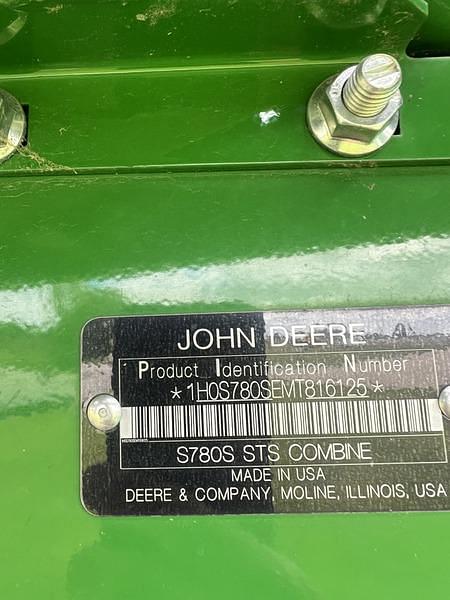 JOHN DEERE
Product Identification Number
*1H0S780SEMT816125*
S780S STS COMBINE
MADE IN USA
DEERE & COMPANY, MOLINE, ILLINOIS, USA